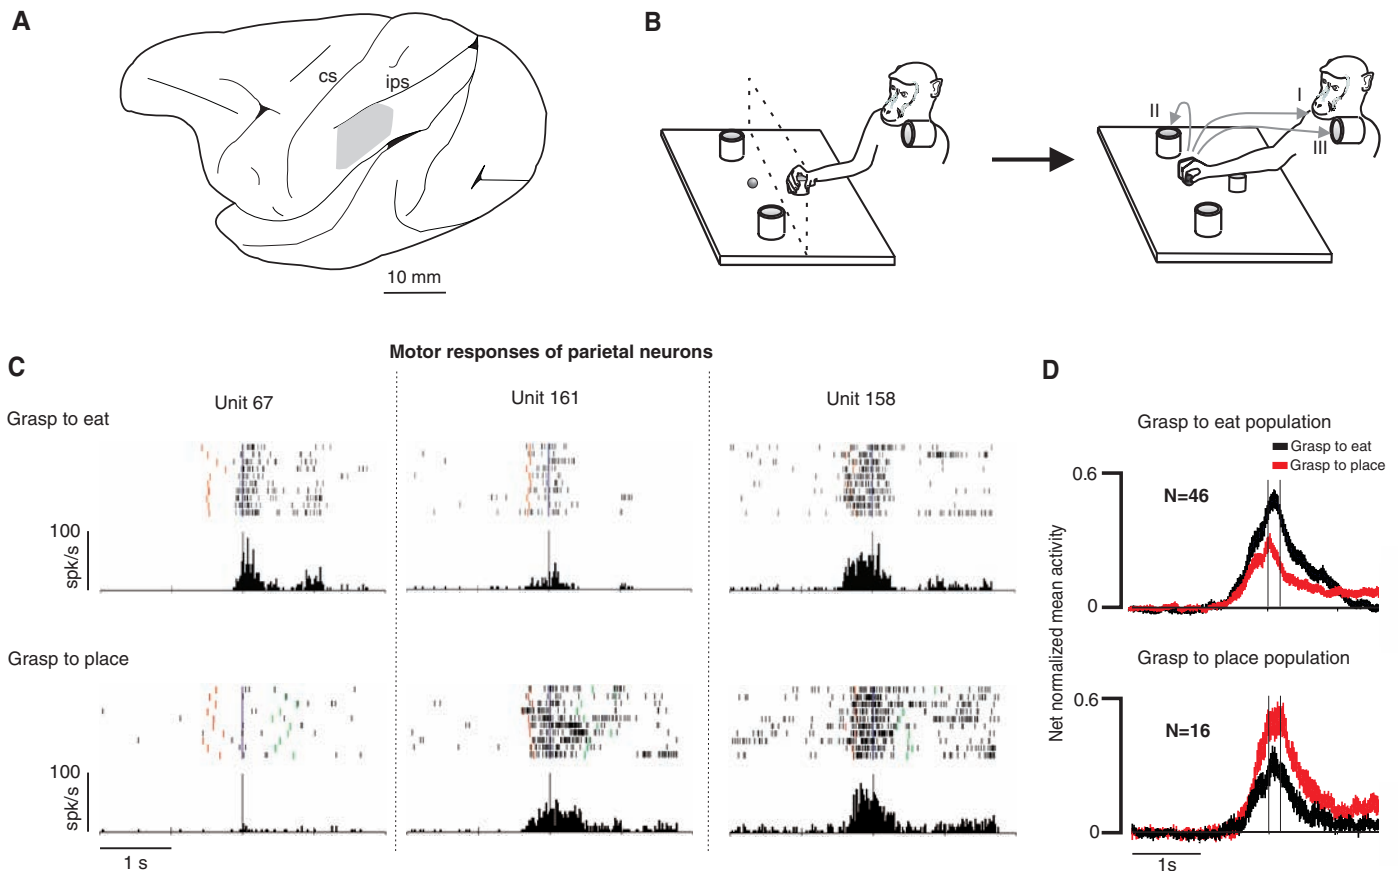 A
cs
ips
10 mm
B
I
II
III
Motor responses of parietal neurons
C
Unit 67
Unit 161
Unit 158
Grasp to eat
100
spk/s
Grasp to place
100
spk/s
1 s
D
Grasp to eat population
Grasp to eat
Grasp to place
0.6
N=46
0
Net normalized mean activity
Grasp to place population
0.6
N=16
0
1s